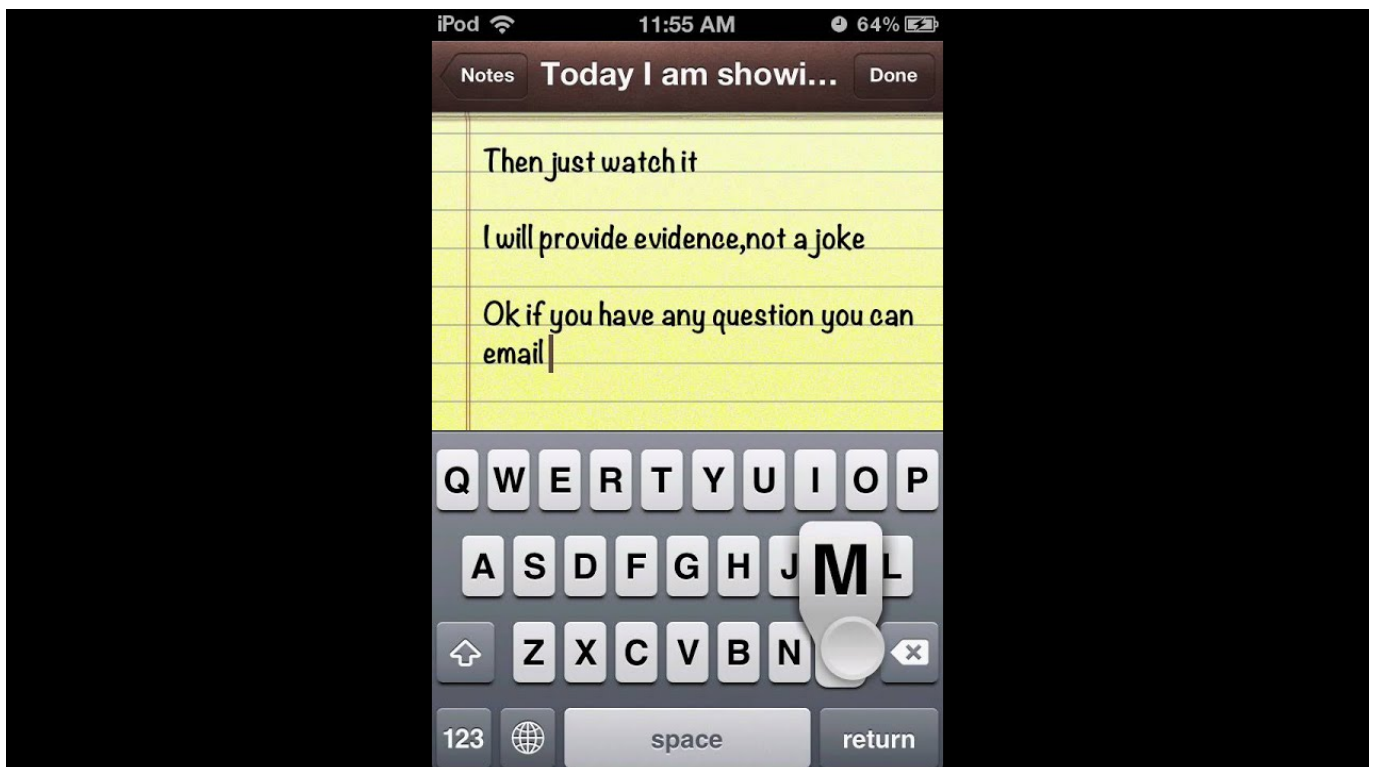 iPod 11:55 AM 64%
Notes Today I am showi... Done
Then just watch it
I will provide evidence,not a joke
Ok if you have any question you can
email
Q W E R T Y U I O P
A S D F G H J M L
Z X C V B N
123 space return